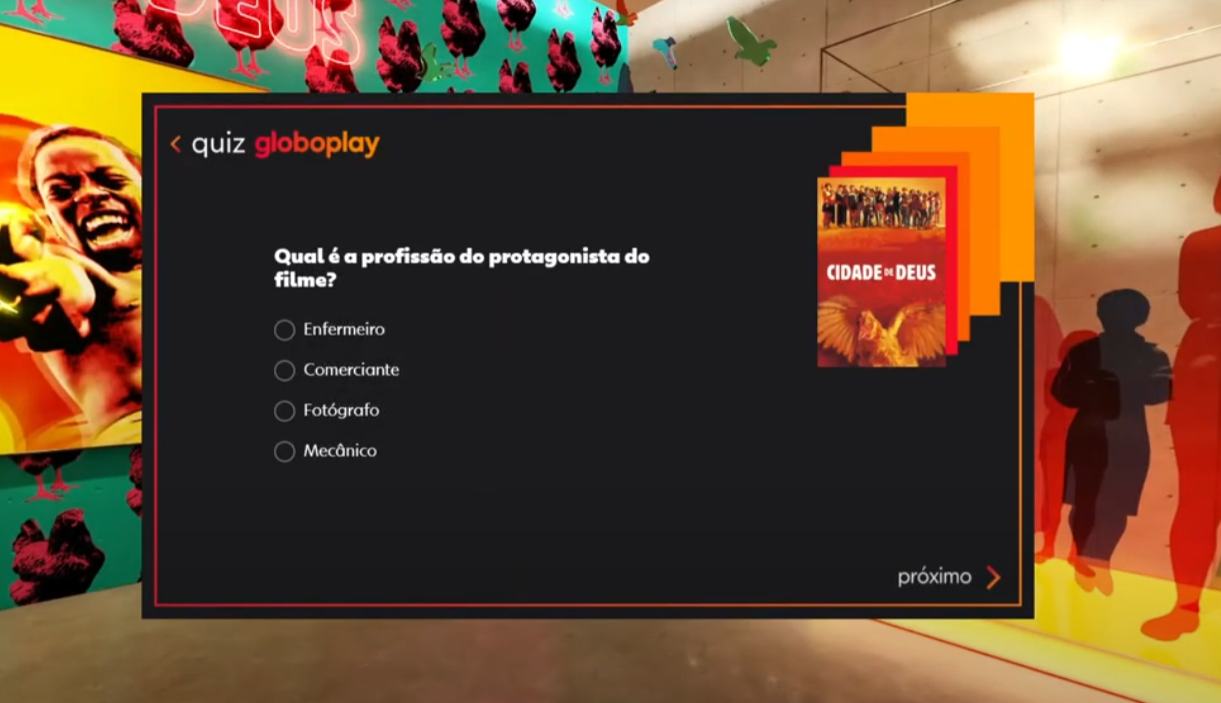 DEUS
quiz globoplay
Qual é a profissão do protagonista do
filme?
Enfermeiro
Comerciante
Fotógrafo
Mecânico
CIDADE DE DEUS
próximo